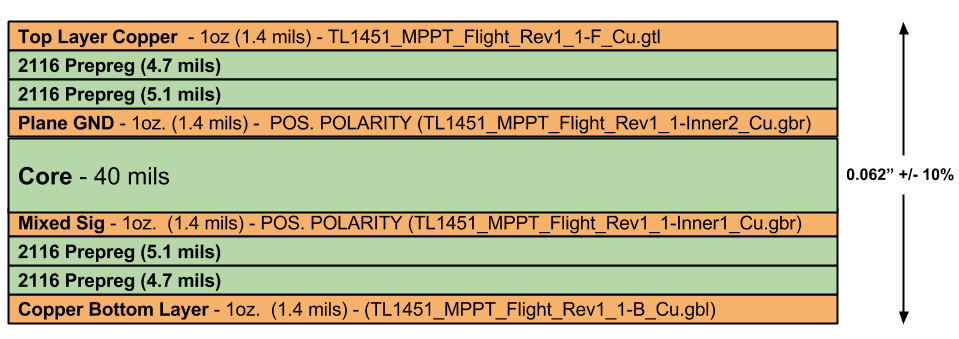 Top Layer Copper - 1oz (1.4 mils) - TL1451_MPPT_Flight_Rev1_1-F_Cu.gtl
2116 Prepreg (4.7 mils)
2116 Prepreg (5.1 mils)
Plane GND - 1oz. (1.4 mils) - POS. POLARITY (TL1451_MPPT_Flight_Rev1_1-Inner2_Cu.gbr)
Core - 40 mils
0.062” +/- 10%
Mixed Sig - 1oz. (1.4 mils) - POS. POLARITY (TL1451_MPPT_Flight_Rev1_1-Inner1_Cu.gbr)
2116 Prepreg (5.1 mils)
2116 Prepreg (4.7 mils)
Copper Bottom Layer - 1oz. (1.4 mils) - (TL1451_MPPT_Flight_Rev1_1-B_Cu.gbl)